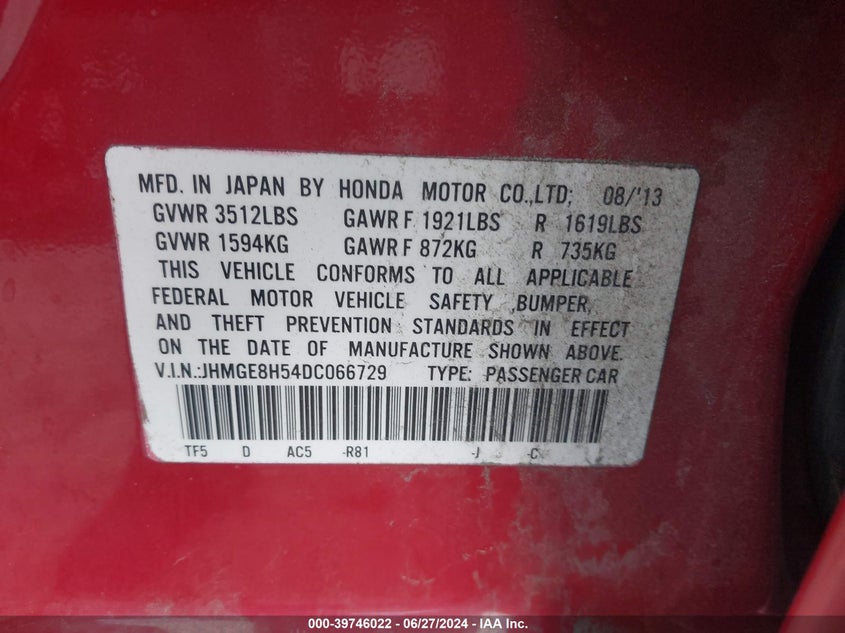 MFD. IN JAPAN BY HONDA MOTOR CO.,LTD; 08/'13
GVWR 3512LBS GAWR F 1921LBS R 1619LBS
GVWR 1594KG GAWR F 872KG R 735KG
THIS VEHICLE CONFORMS TO ALL APPLICABLE
FEDERAL MOTOR VEHICLE SAFETY ,BUMPER,
AND THEFT PREVENTION STANDARDS IN EFFECT
ON THE DATE OF MANUFACTURE SHOWN ABOVE.
V.I.N.:JHMGE8H54DC066729 TYPE: PASSENGER CAR
TF5 D AC5 -R81 -J -C
000-39746022 — 06/27/2024 — IAA Inc.